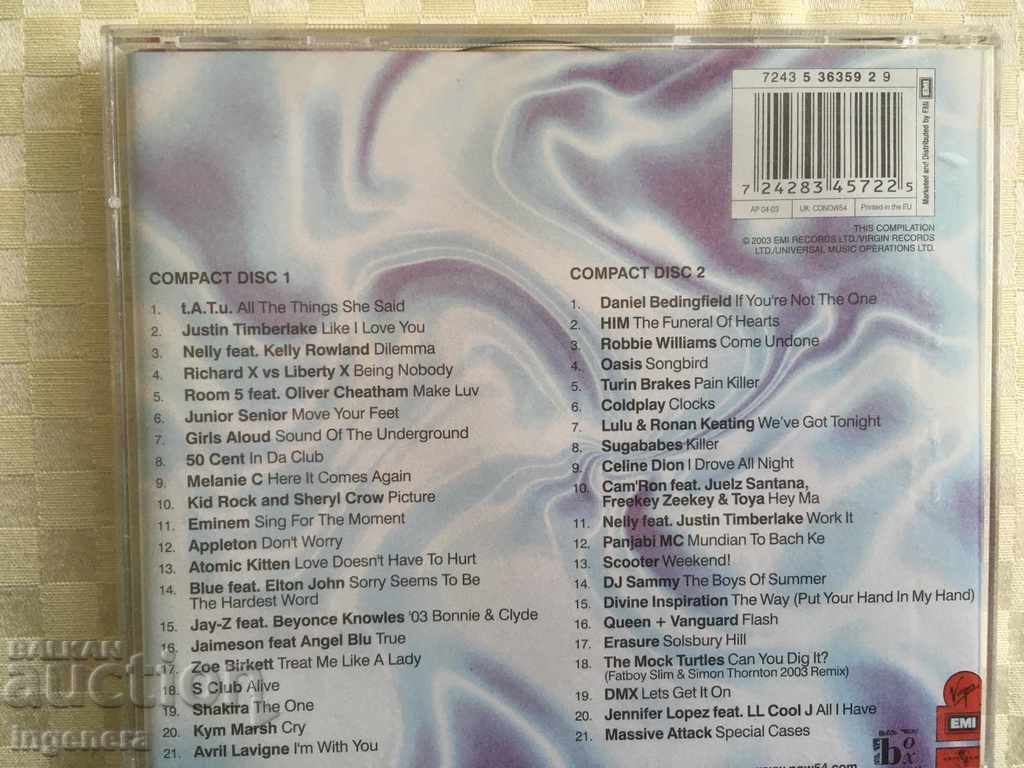 7243 5 36359 2 9
7 24283 45722 5
AP 04 03
UK: CDNOW54
Printed in the EU
Marketed and Distributed by EMI
EMI
THIS COMPILATION
© 2003 EMI RECORDS LTD./VIRGIN RECORDS
LTD./UNIVERSAL MUSIC OPERATIONS LTD.
COMPACT DISC 1
1. t.A.T.u. All The Things She Said
2. Justin Timberlake Like I Love You
3. Nelly feat. Kelly Rowland Dilemma
4. Richard X vs Liberty X Being Nobody
5. Room 5 feat. Oliver Cheatham Make Luv
6. Junior Senior Move Your Feet
7. Girls Aloud Sound Of The Underground
8. 50 Cent In Da Club
9. Melanie C Here It Comes Again
10. Kid Rock and Sheryl Crow Picture
11. Eminem Sing For The Moment
12. Appleton Don't Worry
13. Atomic Kitten Love Doesn't Have To Hurt
14. Blue feat. Elton John Sorry Seems To Be
The Hardest Word
15. Jay-Z feat. Beyonce Knowles '03 Bonnie & Clyde
16. Jaimeson feat Angel Blu True
17. Zoe Birkett Treat Me Like A Lady
18. S Club Alive
19. Shakira The One
20. Kym Marsh Cry
21. Avril Lavigne I'm With You
COMPACT DISC 2
1. Daniel Bedingfield If You're Not The One
2. HIM The Funeral Of Hearts
3. Robbie Williams Come Undone
4. Oasis Songbird
5. Turin Brakes Pain Killer
6. Coldplay Clocks
7. Lulu & Ronan Keating We've Got Tonight
8. Sugababes Killer
9. Celine Dion I Drove All Night
10. Cam'Ron feat. Juelz Santana,
Freekey Zeekey & Toya Hey Ma
11. Nelly feat. Justin Timberlake Work It
12. Panjabi MC Mundian To Bach Ke
13. Scooter Weekend!
14. DJ Sammy The Boys Of Summer
15. Divine Inspiration The Way (Put Your Hand In My Hand)
16. Queen + Vanguard Flash
17. Erasure Solsbury Hill
18. The Mock Turtles Can You Dig It?
(Fatboy Slim & Simon Thornton 2003 Remix)
19. DMX Lets Get It On
20. Jennifer Lopez feat. LL Cool J All I Have
21. Massive Attack Special Cases
Virgin
EMI
box
www.now54.com
BALKAN
auction
ingenera